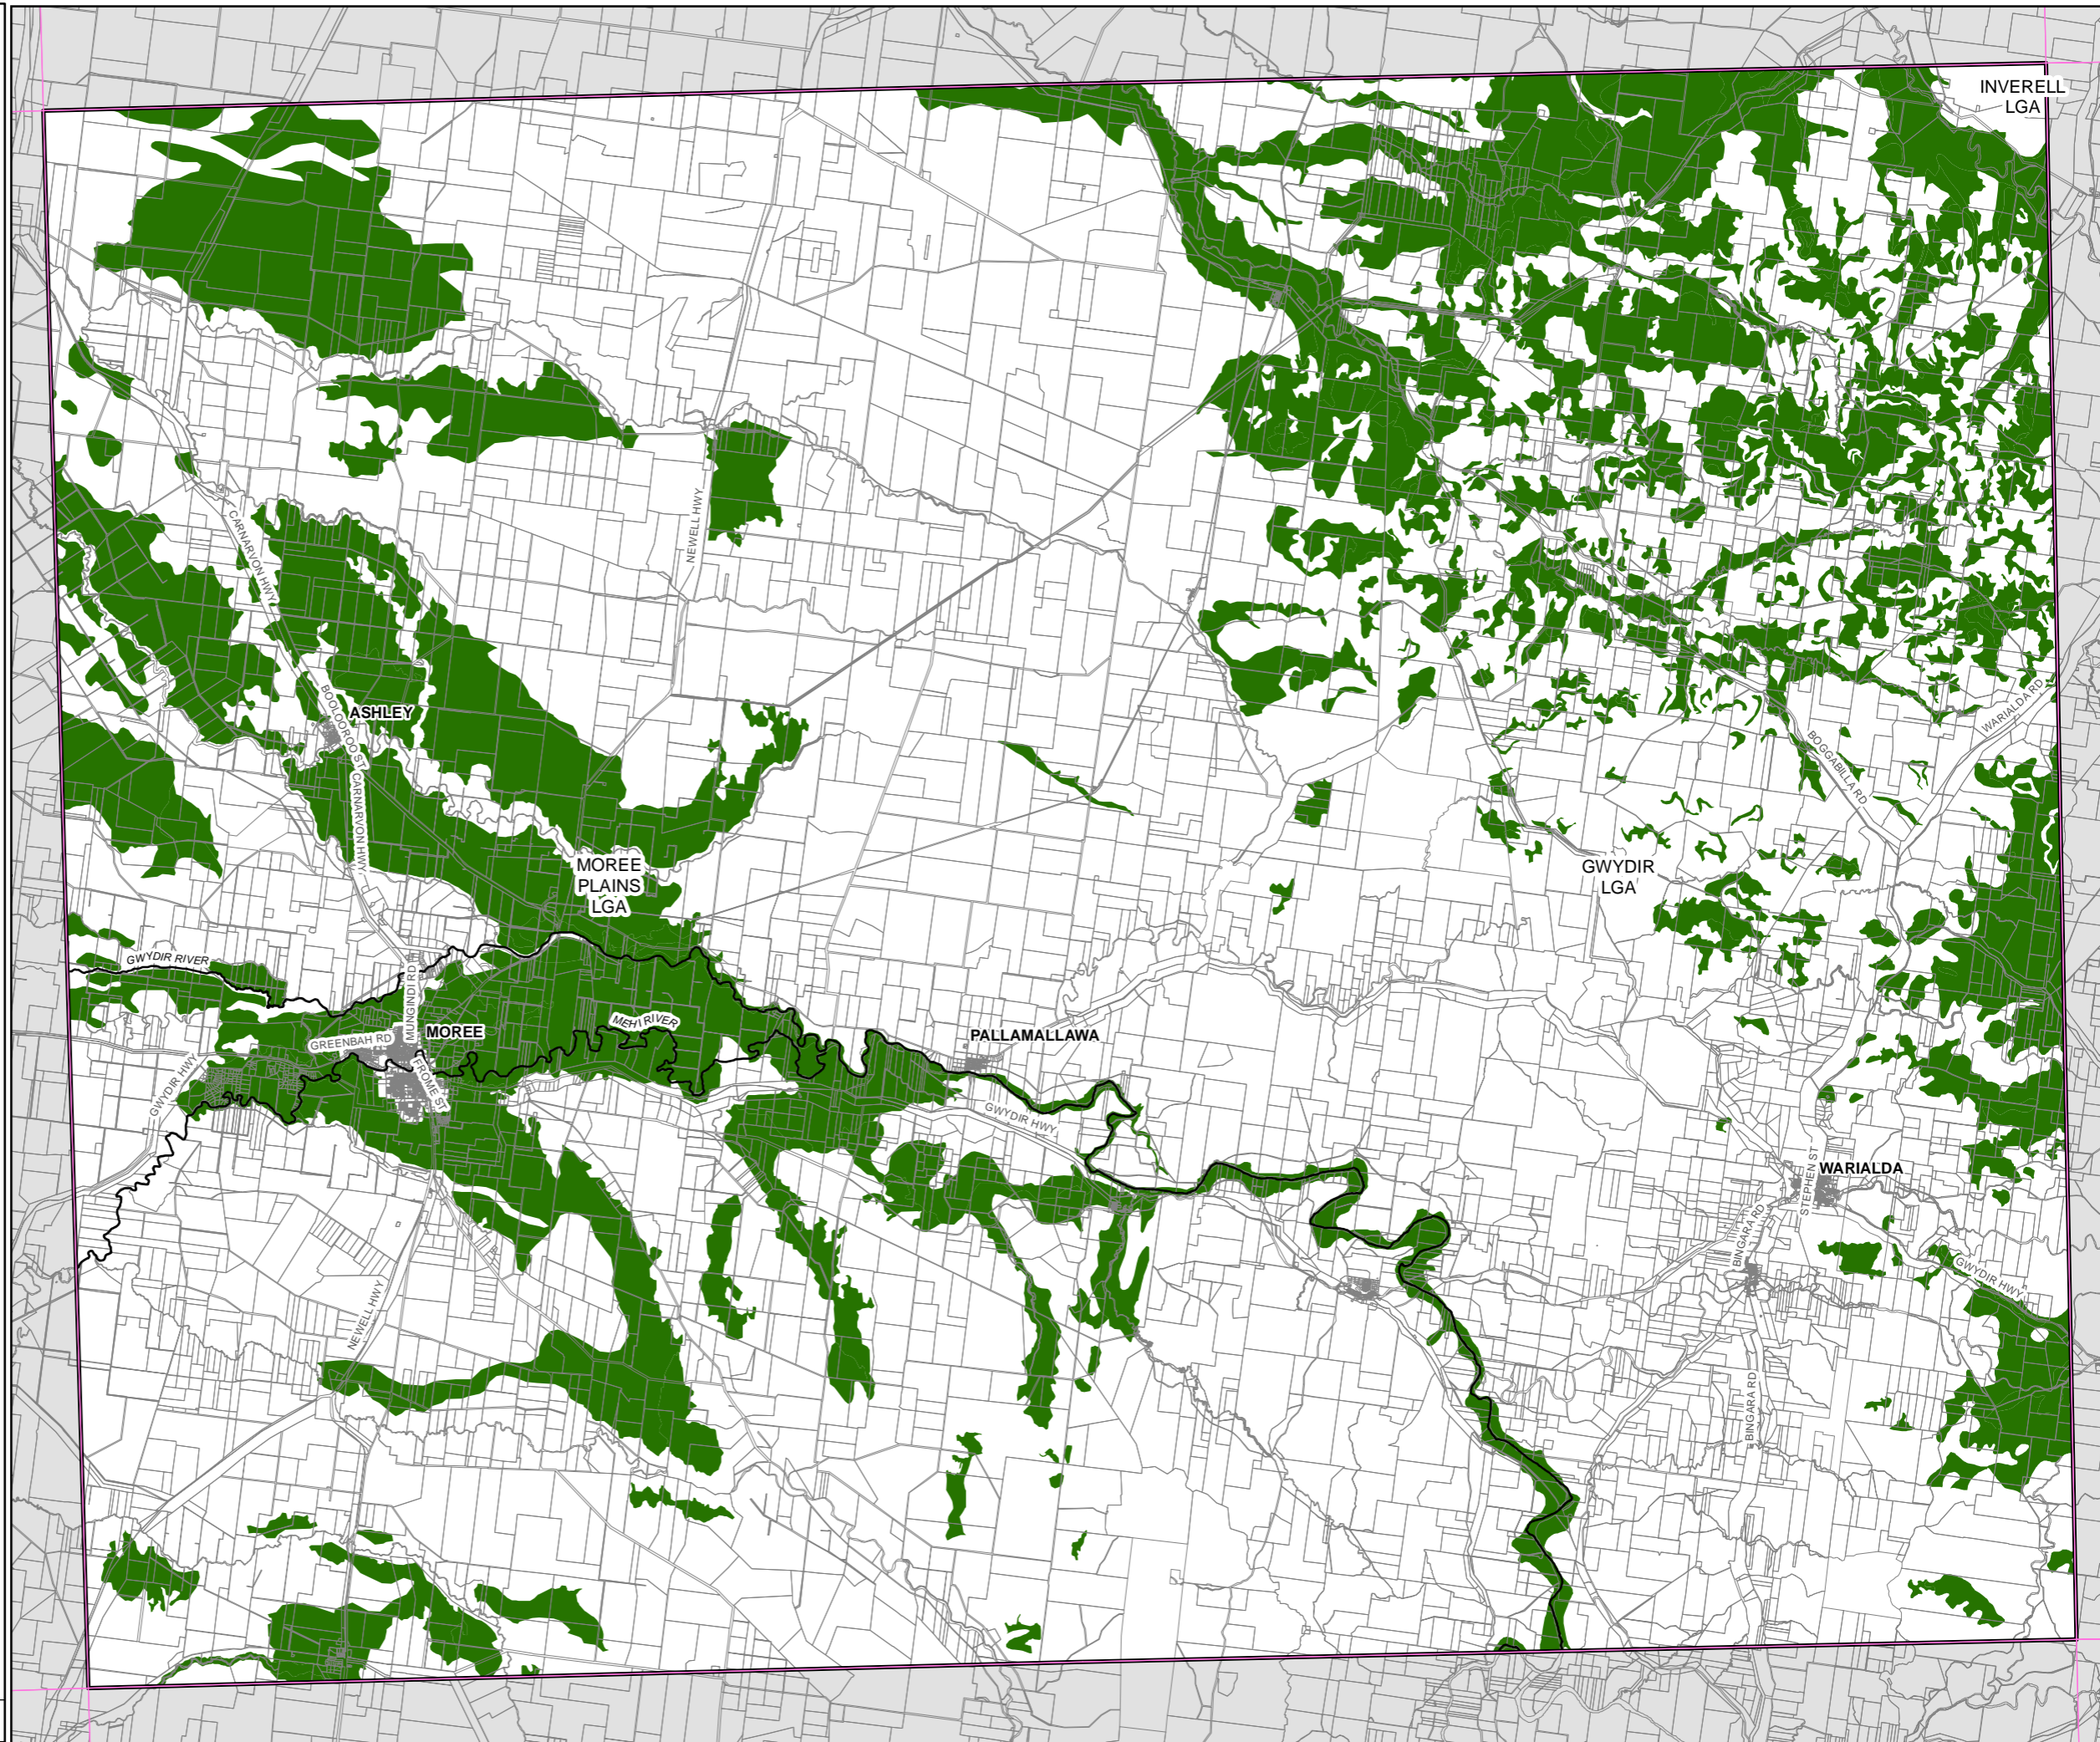 INVERELL
LGA
NEWELL HWY
CARNARVON HWY
WARIALDA RD
BOOLOOROO ST
ASHLEY
BOGGABILLA RD
CARNARVON HWY
MOREE
PLAINS
LGA
GWYDIR
LGA
GWYDIR RIVER
MUNGINDI RD
MEHI RIVER
MOREE
GREENBAH RD
PALLAMALLAWA
GWYDIR HWY
FROME ST
GWYDIR HWY
WARIALDA
STEPHEN ST
BINGARA RD
GWYDIR HWY
NEWELL HWY
BINGARA RD